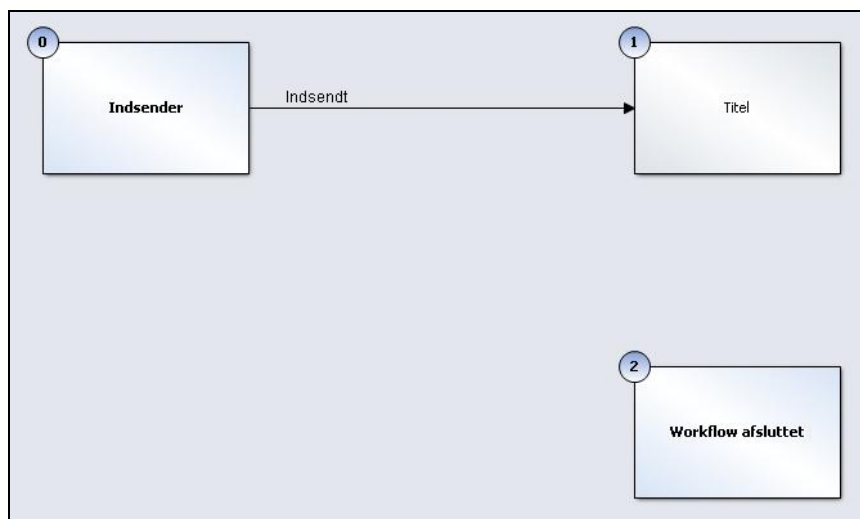 0
Indsender
Indsendt
1
Titel
2
Workflow afsluttet